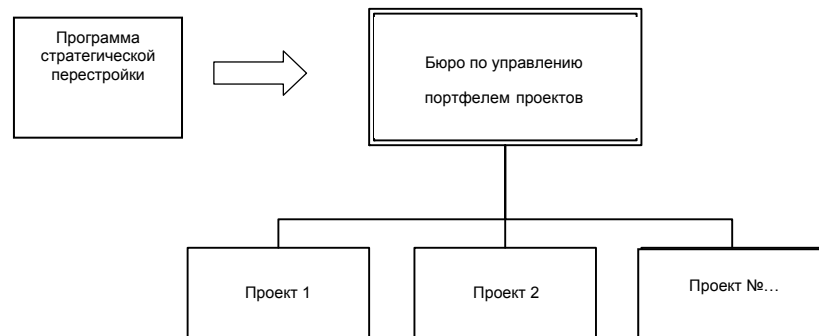 Программа
стратегической
перестройки
Бюро по управлению
портфелем проектов
Проект 1
Проект 2
Проект №…